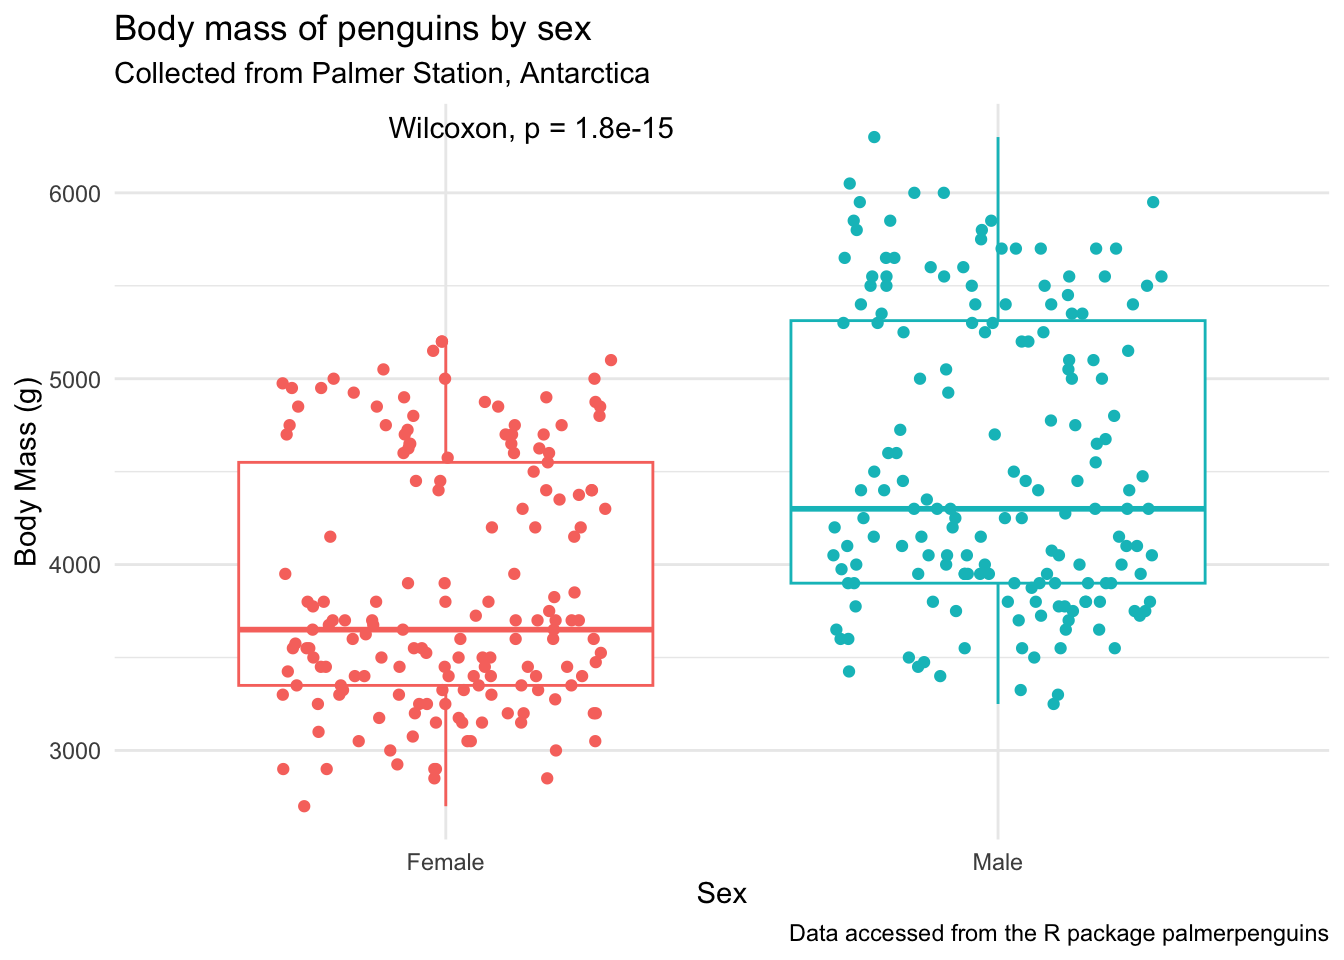 Body mass of penguins by sex
Collected from Palmer Station, Antarctica
Wilcoxon, p = 1.8e-15
6000
5000
4000
3000
Body Mass (g)
Female
Male
Sex
Data accessed from the R package palmerpenguins